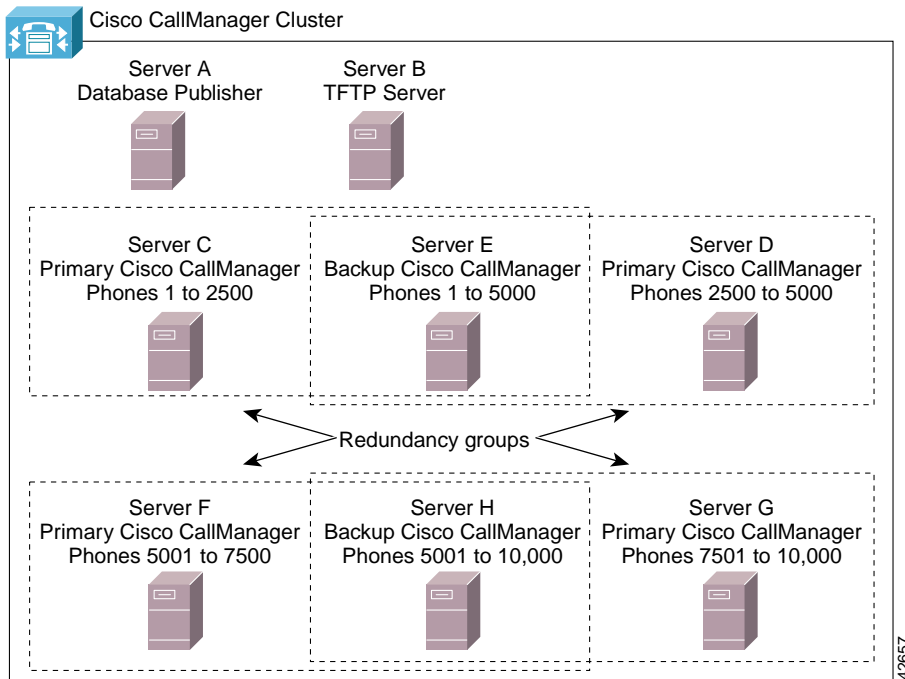 Cisco CallManager Cluster
Server A
Database Publisher
Server B
TFTP Server
Server C
Primary Cisco CallManager
Phones 1 to 2500
Server E
Backup Cisco CallManager
Phones 1 to 5000
Server D
Primary Cisco CallManager
Phones 2500 to 5000
Redundancy groups
Server F
Primary Cisco CallManager
Phones 5001 to 7500
Server H
Backup Cisco CallManager
Phones 5001 to 10,000
Server G
Primary Cisco CallManager
Phones 7501 to 10,000
42657